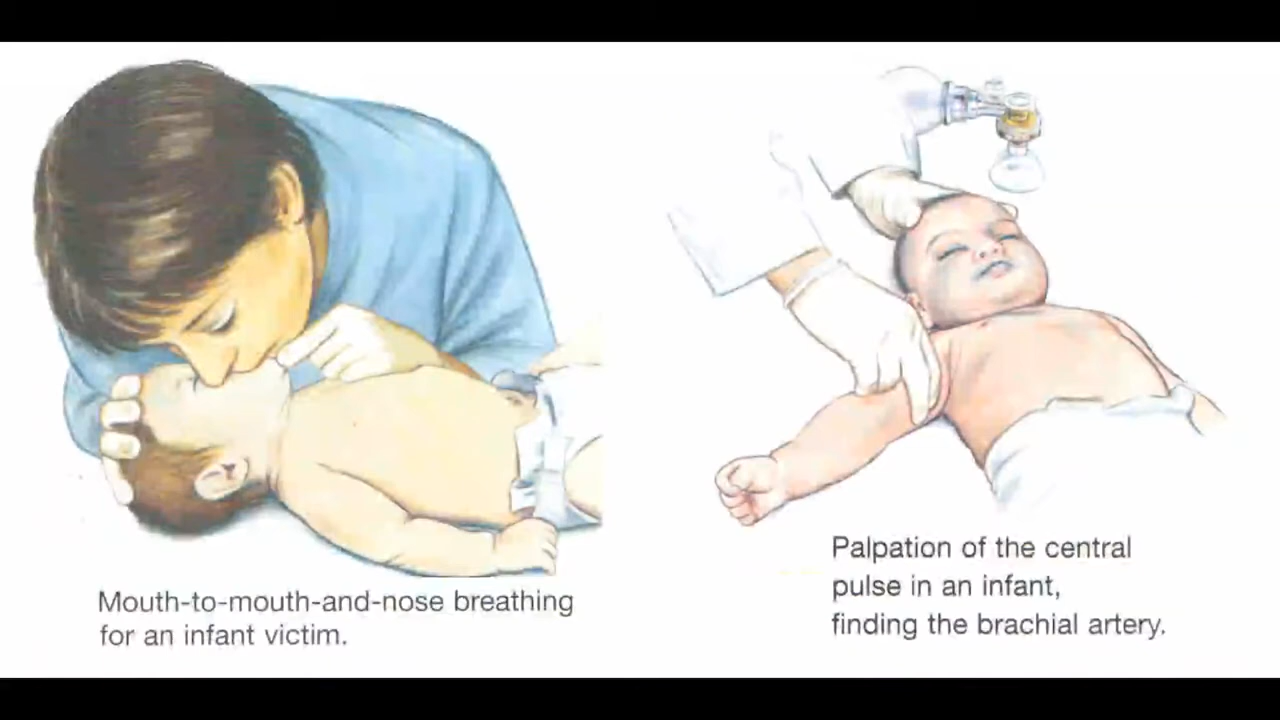 Mouth-to-mouth-and-nose breathing
for an infant victim.
Palpation of the central
pulse in an infant,
finding the brachial artery.